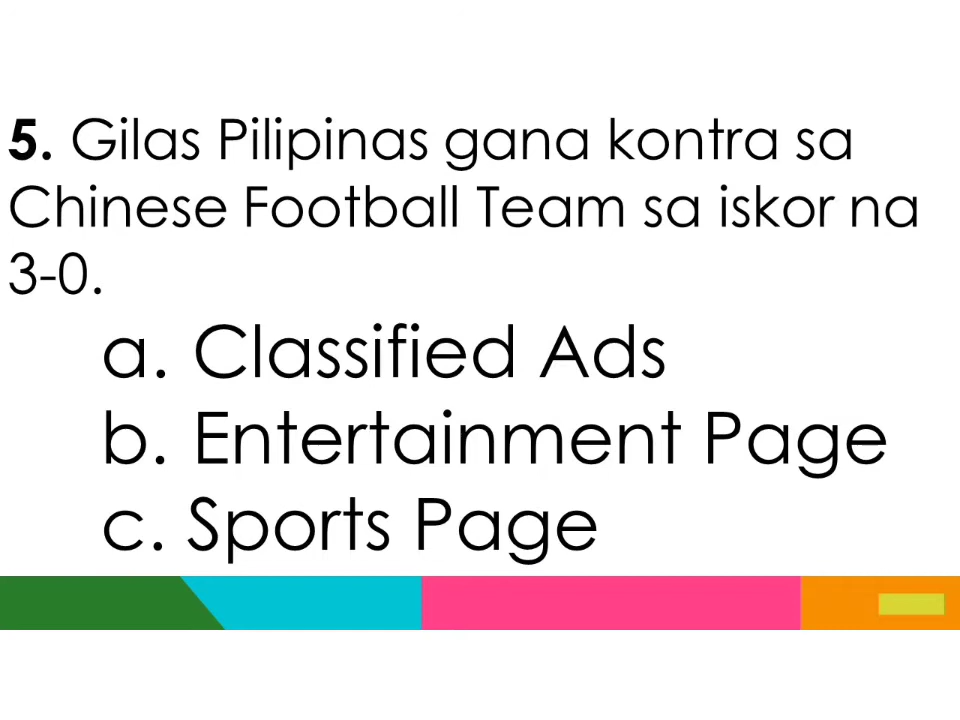 5. Gilas Pilipinas gana kontra sa
Chinese Football Team sa iskor na
3-0.
a. Classified Ads
b. Entertainment Page
c. Sports Page